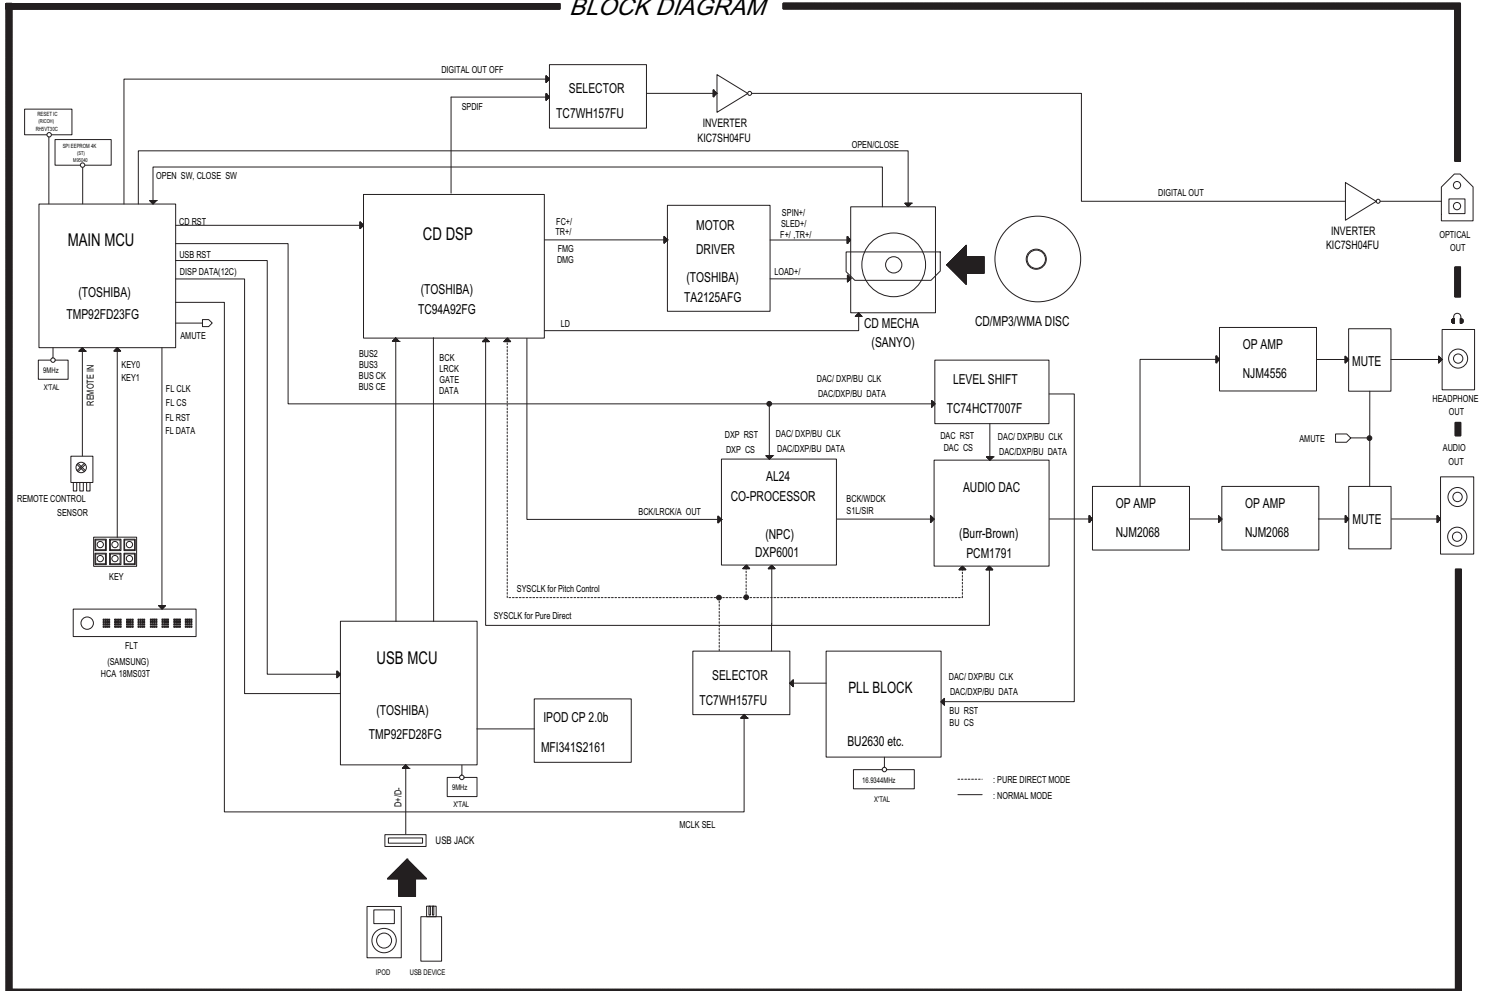 BLOCK DIAGRAM
DIGITAL OUT OFF
SPDIF
SELECTOR
TC7WH157FU
INVERTER
KIC7SH04FU
RESET IC
(RICOH)
RH5VT30C
SPI EEPROM 4K
(ST)
M95040
OPEN/CLOSE
OPEN SW, CLOSE SW
DIGITAL OUT
INVERTER
KIC7SH04FU
OPTICAL
OUT
MAIN MCU
(TOSHIBA)
TMP92FD23FG
CD RST
USB RST
DISP DATA(12C)
AMUTE
CD DSP
(TOSHIBA)
TC94A92FG
FC+/
TR+/
FMG
DMG
MOTOR
DRIVER
(TOSHIBA)
TA2125AFG
SPIN+/
SLED+/
F+/ ,TR+/
LOAD+/
LD
CD MECHA
(SANYO)
CD/MP3/WMA DISC
9MHz
X'TAL
REMOTE IN
KEY0
KEY1
FL CLK
FL CS
FL RST
FL DATA
BUS2
BUS3
BUS CK
BUS CE
BCK
LRCK
GATE
DATA
DAC/ DXP/BU CLK
DAC/DXP/BU DATA
LEVEL SHIFT
TC74HCT7007F
OP AMP
NJM4556
MUTE
HEADPHONE
OUT
DXP RST
DXP CS
DAC/ DXP/BU CLK
DAC/DXP/BU DATA
DAC RST
DAC CS
DAC/ DXP/BU CLK
DAC/DXP/BU DATA
AMUTE
AUDIO
OUT
REMOTE CONTROL
SENSOR
KEY
BCK/LRCK/A OUT
AL24
CO-PROCESSOR
(NPC)
DXP6001
BCK/WDCK
S1L/SIR
AUDIO DAC
(Burr-Brown)
PCM1791
OP AMP
NJM2068
OP AMP
NJM2068
MUTE
SYSCLK for Pitch Control
SYSCLK for Pure Direct
FLT
(SAMSUNG)
HCA 18MS03T
USB MCU
(TOSHIBA)
TMP92FD28FG
IPOD CP 2.0b
MFI341S2161
SELECTOR
TC7WH157FU
PLL BLOCK
BU2630 etc.
DAC/ DXP/BU CLK
DAC/DXP/BU DATA
BU RST
BU CS
9MHz
X'TAL
16.9344MHz
X'TAL
: PURE DIRECT MODE
: NORMAL MODE
D+/D-
MCLK SEL
USB JACK
IPOD
USB DEVICE